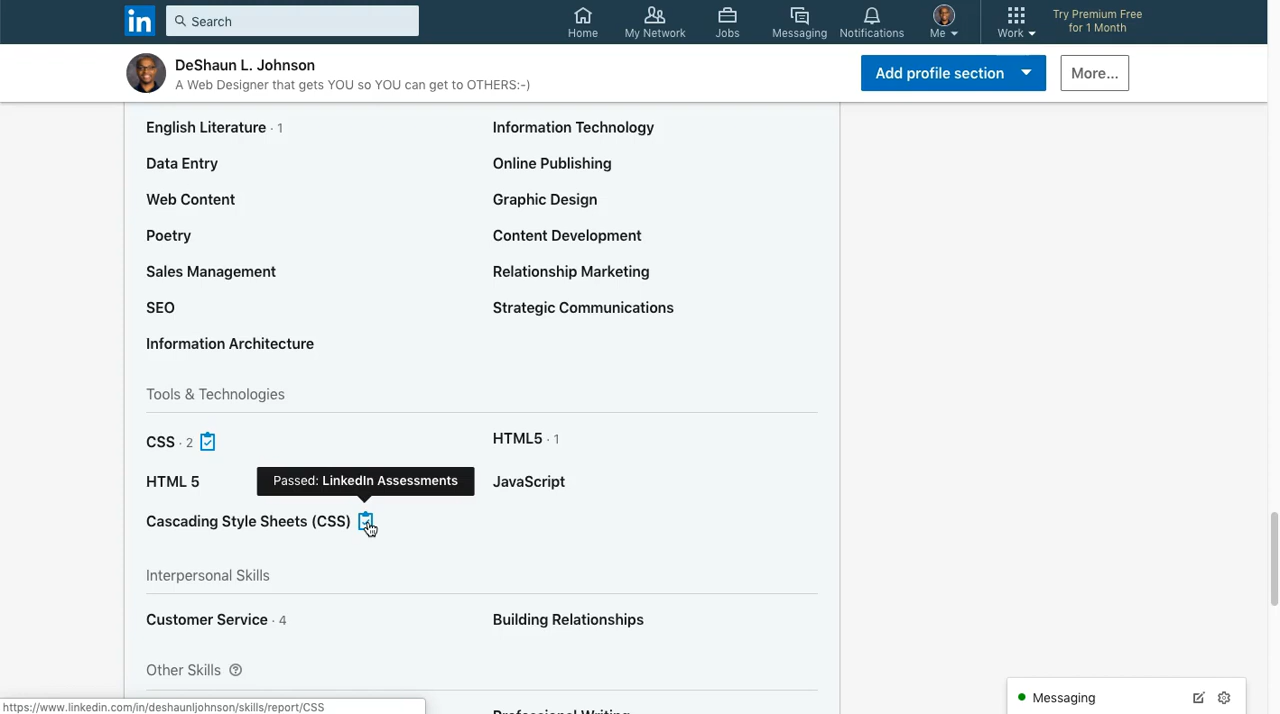 in
Search
Home
My Network
Jobs
Messaging
Notifications
Me
Work
Try Premium Free
for 1 Month
DeShaun L. Johnson
A Web Designer that gets YOU so YOU can get to OTHERS:-)
Add profile section
More...
English Literature · 1
Information Technology
Data Entry
Online Publishing
Web Content
Graphic Design
Poetry
Content Development
Sales Management
Relationship Marketing
SEO
Strategic Communications
Information Architecture
Tools & Technologies
CSS · 2
HTML5 · 1
HTML 5
Passed: LinkedIn Assessments
JavaScript
Cascading Style Sheets (CSS)
Interpersonal Skills
Customer Service · 4
Building Relationships
Other Skills ?
Professional Writing
Messaging
https://www.linkedin.com/in/deshaunljohnson/skills/report/CSS